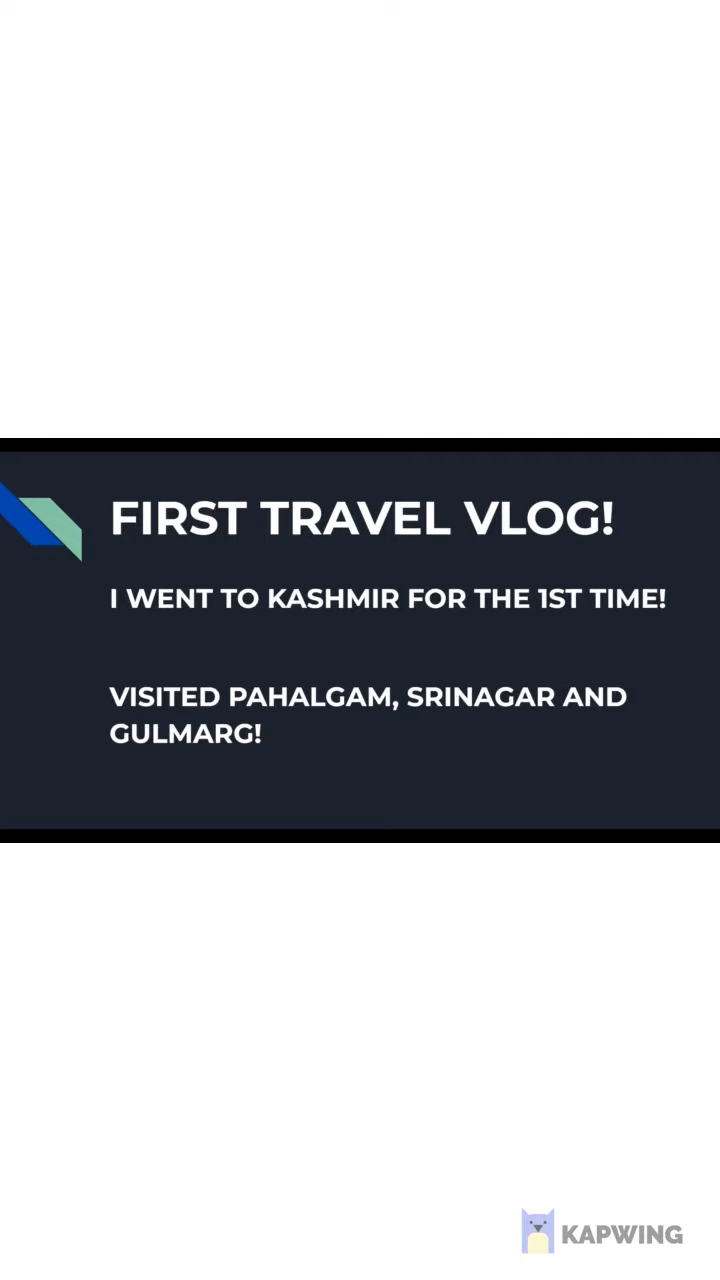 FIRST TRAVEL VLOG!
I WENT TO KASHMIR FOR THE 1ST TIME!
VISITED PAHALGAM, SRINAGAR AND
GULMARG!
KAPWING